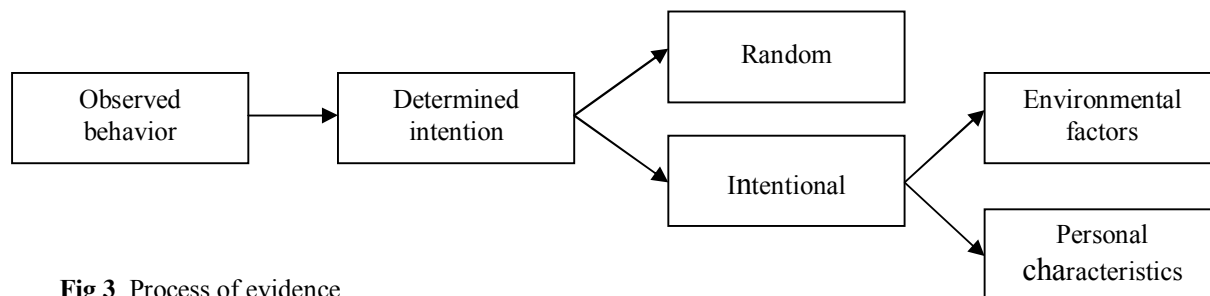 Observed
behavior
Determined
intention
Random
Intentional
Environmental
factors
Personal
characteristics
Fig 3 Process of evidence